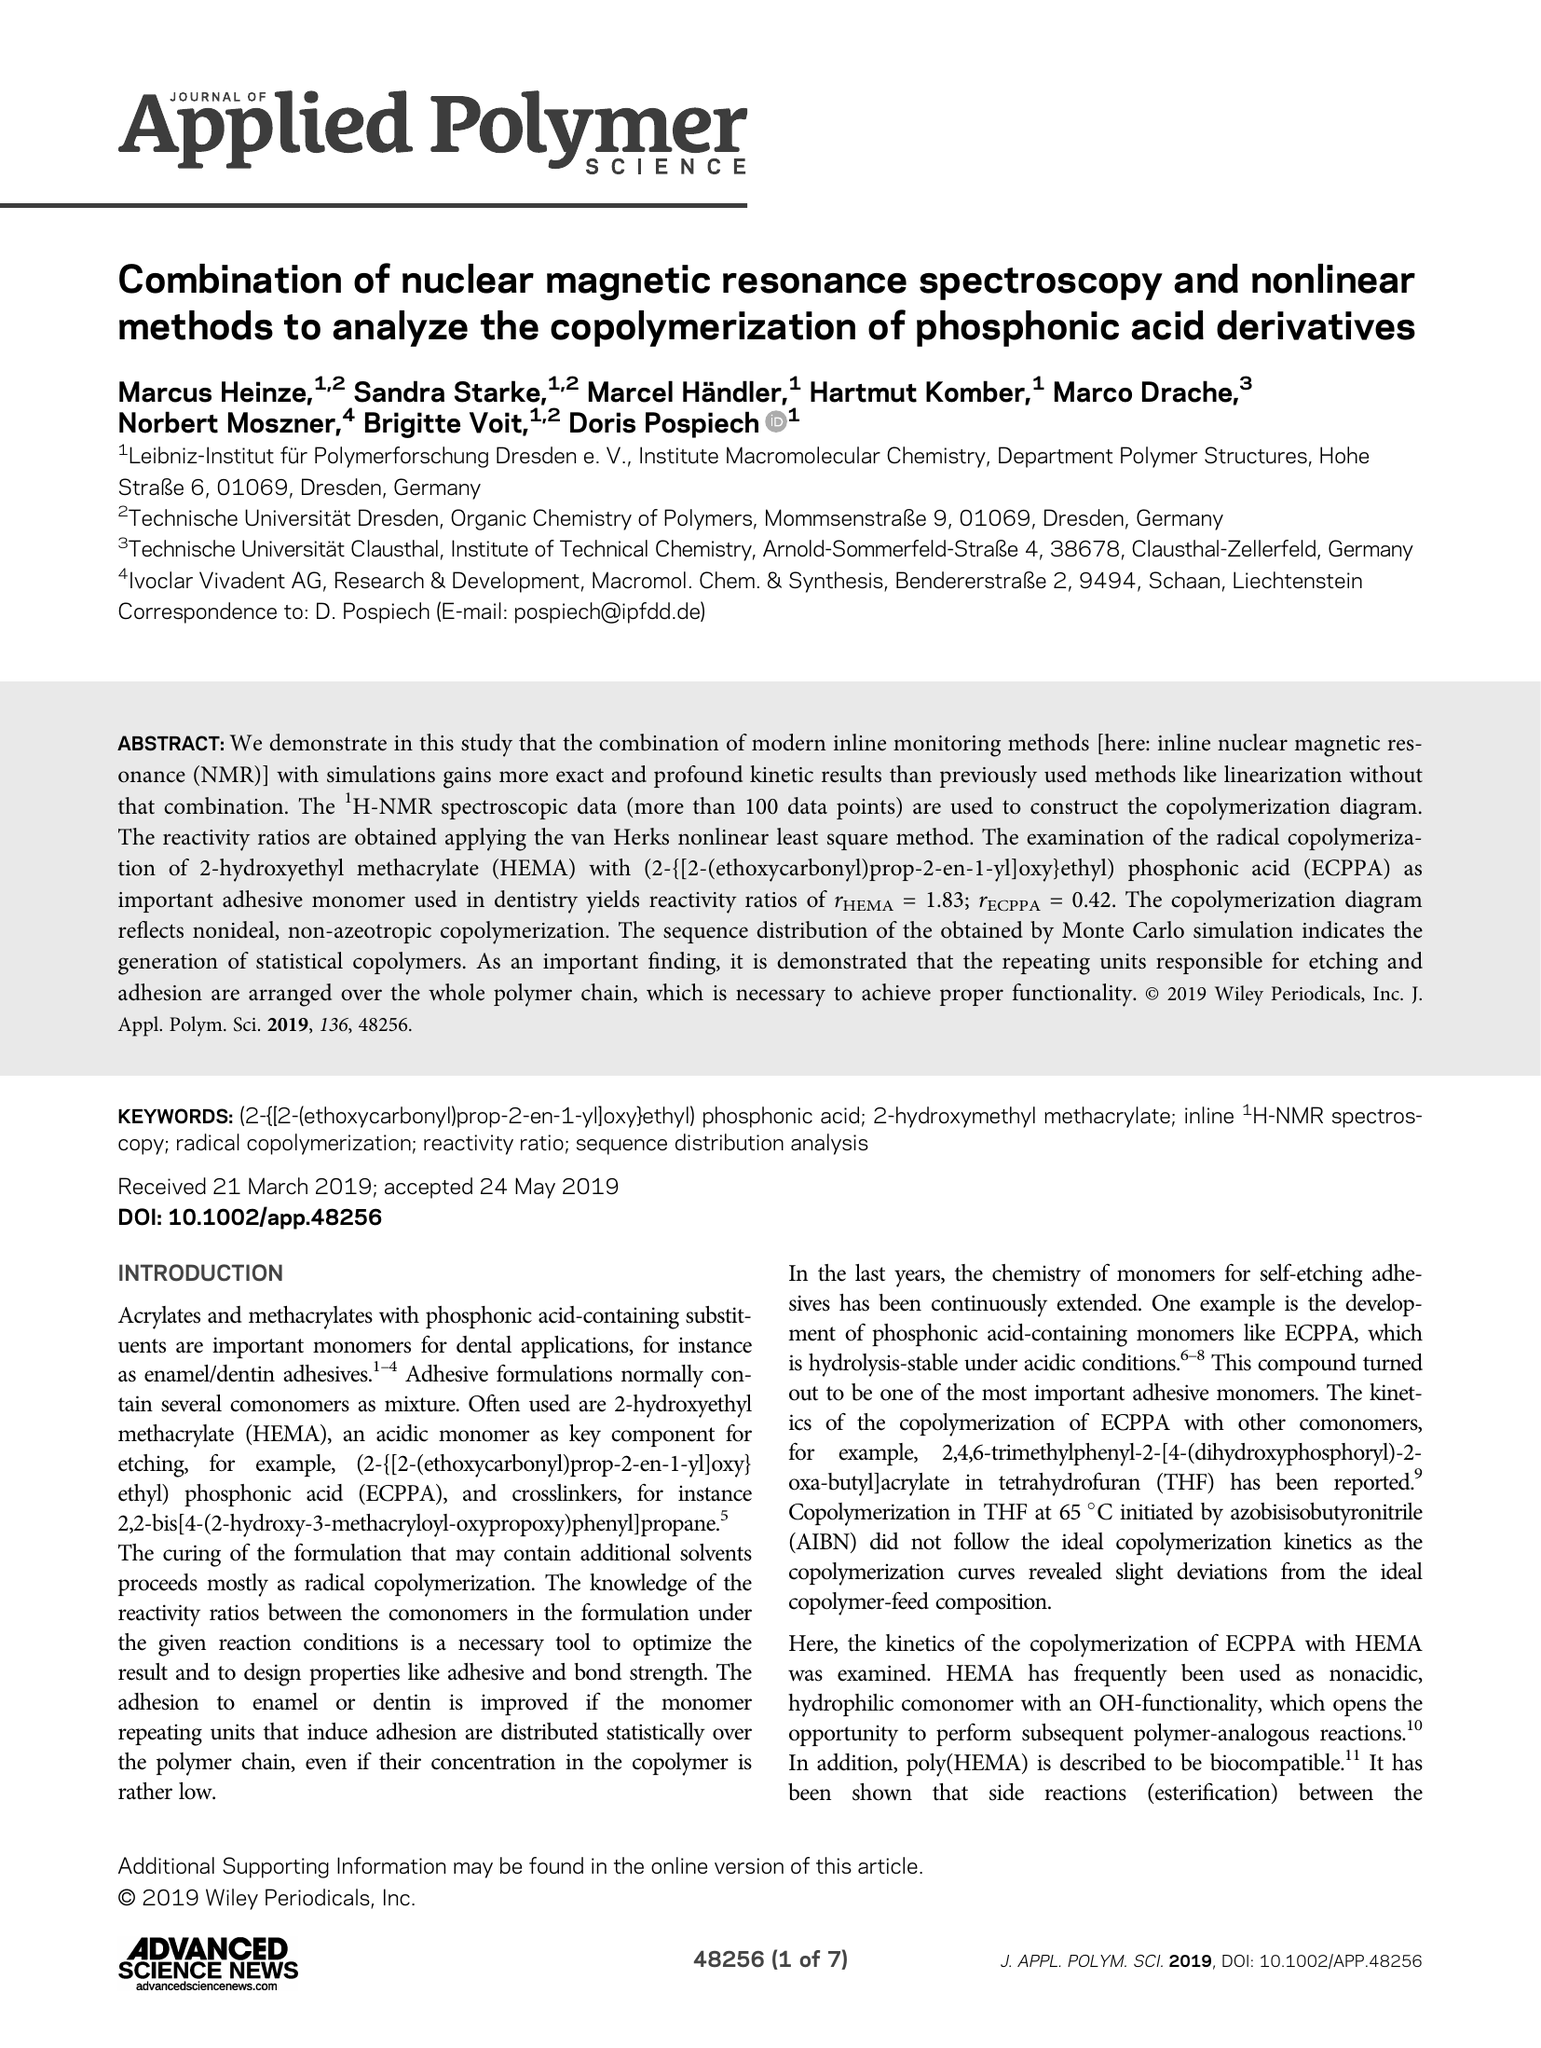 JOURNAL OF
Applied Polymer
SCIENCE
Combination of nuclear magnetic resonance spectroscopy and nonlinear
methods to analyze the copolymerization of phosphonic acid derivatives
Marcus Heinze,1,2 Sandra Starke,1,2 Marcel Händler,1 Hartmut Komber,1 Marco Drache,3
Norbert Moszner,4 Brigitte Voit,1,2 Doris Pospiech iD 1
1Leibniz-Institut für Polymerforschung Dresden e. V., Institute Macromolecular Chemistry, Department Polymer Structures, Hohe
Straße 6, 01069, Dresden, Germany
2Technische Universität Dresden, Organic Chemistry of Polymers, Mommsenstraße 9, 01069, Dresden, Germany
3Technische Universität Clausthal, Institute of Technical Chemistry, Arnold-Sommerfeld-Straße 4, 38678, Clausthal-Zellerfeld, Germany
4Ivoclar Vivadent AG, Research & Development, Macromol. Chem. & Synthesis, Bendererstraße 2, 9494, Schaan, Liechtenstein
Correspondence to: D. Pospiech (E-mail: pospiech@ipfdd.de)
ABSTRACT: We demonstrate in this study that the combination of modern inline monitoring methods [here: inline nuclear magnetic res-
onance (NMR)] with simulations gains more exact and profound kinetic results than previously used methods like linearization without
that combination. The 1H-NMR spectroscopic data (more than 100 data points) are used to construct the copolymerization diagram.
The reactivity ratios are obtained applying the van Herks nonlinear least square method. The examination of the radical copolymeriza-
tion of 2-hydroxyethyl methacrylate (HEMA) with (2-{[2-(ethoxycarbonyl)prop-2-en-1-yl]oxy}ethyl) phosphonic acid (ECPPA) as
important adhesive monomer used in dentistry yields reactivity ratios of rHEMA = 1.83; rECPPA = 0.42. The copolymerization diagram
reflects nonideal, non-azeotropic copolymerization. The sequence distribution of the obtained by Monte Carlo simulation indicates the
generation of statistical copolymers. As an important finding, it is demonstrated that the repeating units responsible for etching and
adhesion are arranged over the whole polymer chain, which is necessary to achieve proper functionality. © 2019 Wiley Periodicals, Inc. J.
Appl. Polym. Sci. 2019, 136, 48256.
KEYWORDS: (2-{[2-(ethoxycarbonyl)prop-2-en-1-yl]oxy}ethyl) phosphonic acid; 2-hydroxymethyl methacrylate; inline 1H-NMR spectros-
copy; radical copolymerization; reactivity ratio; sequence distribution analysis
Received 21 March 2019; accepted 24 May 2019
DOI: 10.1002/app.48256
INTRODUCTION
Acrylates and methacrylates with phosphonic acid-containing substit-
uents are important monomers for dental applications, for instance
as enamel/dentin adhesives.1–4 Adhesive formulations normally con-
tain several comonomers as mixture. Often used are 2-hydroxyethyl
methacrylate (HEMA), an acidic monomer as key component for
etching, for example, (2-{[2-(ethoxycarbonyl)prop-2-en-1-yl]oxy}
ethyl) phosphonic acid (ECPPA), and crosslinkers, for instance
2,2-bis[4-(2-hydroxy-3-methacryloyl-oxypropoxy)phenyl]propane.5
The curing of the formulation that may contain additional solvents
proceeds mostly as radical copolymerization. The knowledge of the
reactivity ratios between the comonomers in the formulation under
the given reaction conditions is a necessary tool to optimize the
result and to design properties like adhesive and bond strength. The
adhesion to enamel or dentin is improved if the monomer
repeating units that induce adhesion are distributed statistically over
the polymer chain, even if their concentration in the copolymer is
rather low.
In the last years, the chemistry of monomers for self-etching adhe-
sives has been continuously extended. One example is the develop-
ment of phosphonic acid-containing monomers like ECPPA, which
is hydrolysis-stable under acidic conditions.6–8 This compound turned
out to be one of the most important adhesive monomers. The kinet-
ics of the copolymerization of ECPPA with other comonomers,
for example, 2,4,6-trimethylphenyl-2-[4-(dihydroxyphosphoryl)-2-
oxa-butyl]acrylate in tetrahydrofuran (THF) has been reported.9
Copolymerization in THF at 65 °C initiated by azobisisobutyronitrile
(AIBN) did not follow the ideal copolymerization kinetics as the
copolymerization curves revealed slight deviations from the ideal
copolymer-feed composition.
Here, the kinetics of the copolymerization of ECPPA with HEMA
was examined. HEMA has frequently been used as nonacidic,
hydrophilic comonomer with an OH-functionality, which opens the
opportunity to perform subsequent polymer-analogous reactions.10
In addition, poly(HEMA) is described to be biocompatible.11 It has
been shown that side reactions (esterification) between the
Additional Supporting Information may be found in the online version of this article.
© 2019 Wiley Periodicals, Inc.
ADVANCED
SCIENCE NEWS
advancedsciencenews.com
48256 (1 of 7)
J. APPL. POLYM. SCI. 2019, DOI: 10.1002/APP.48256